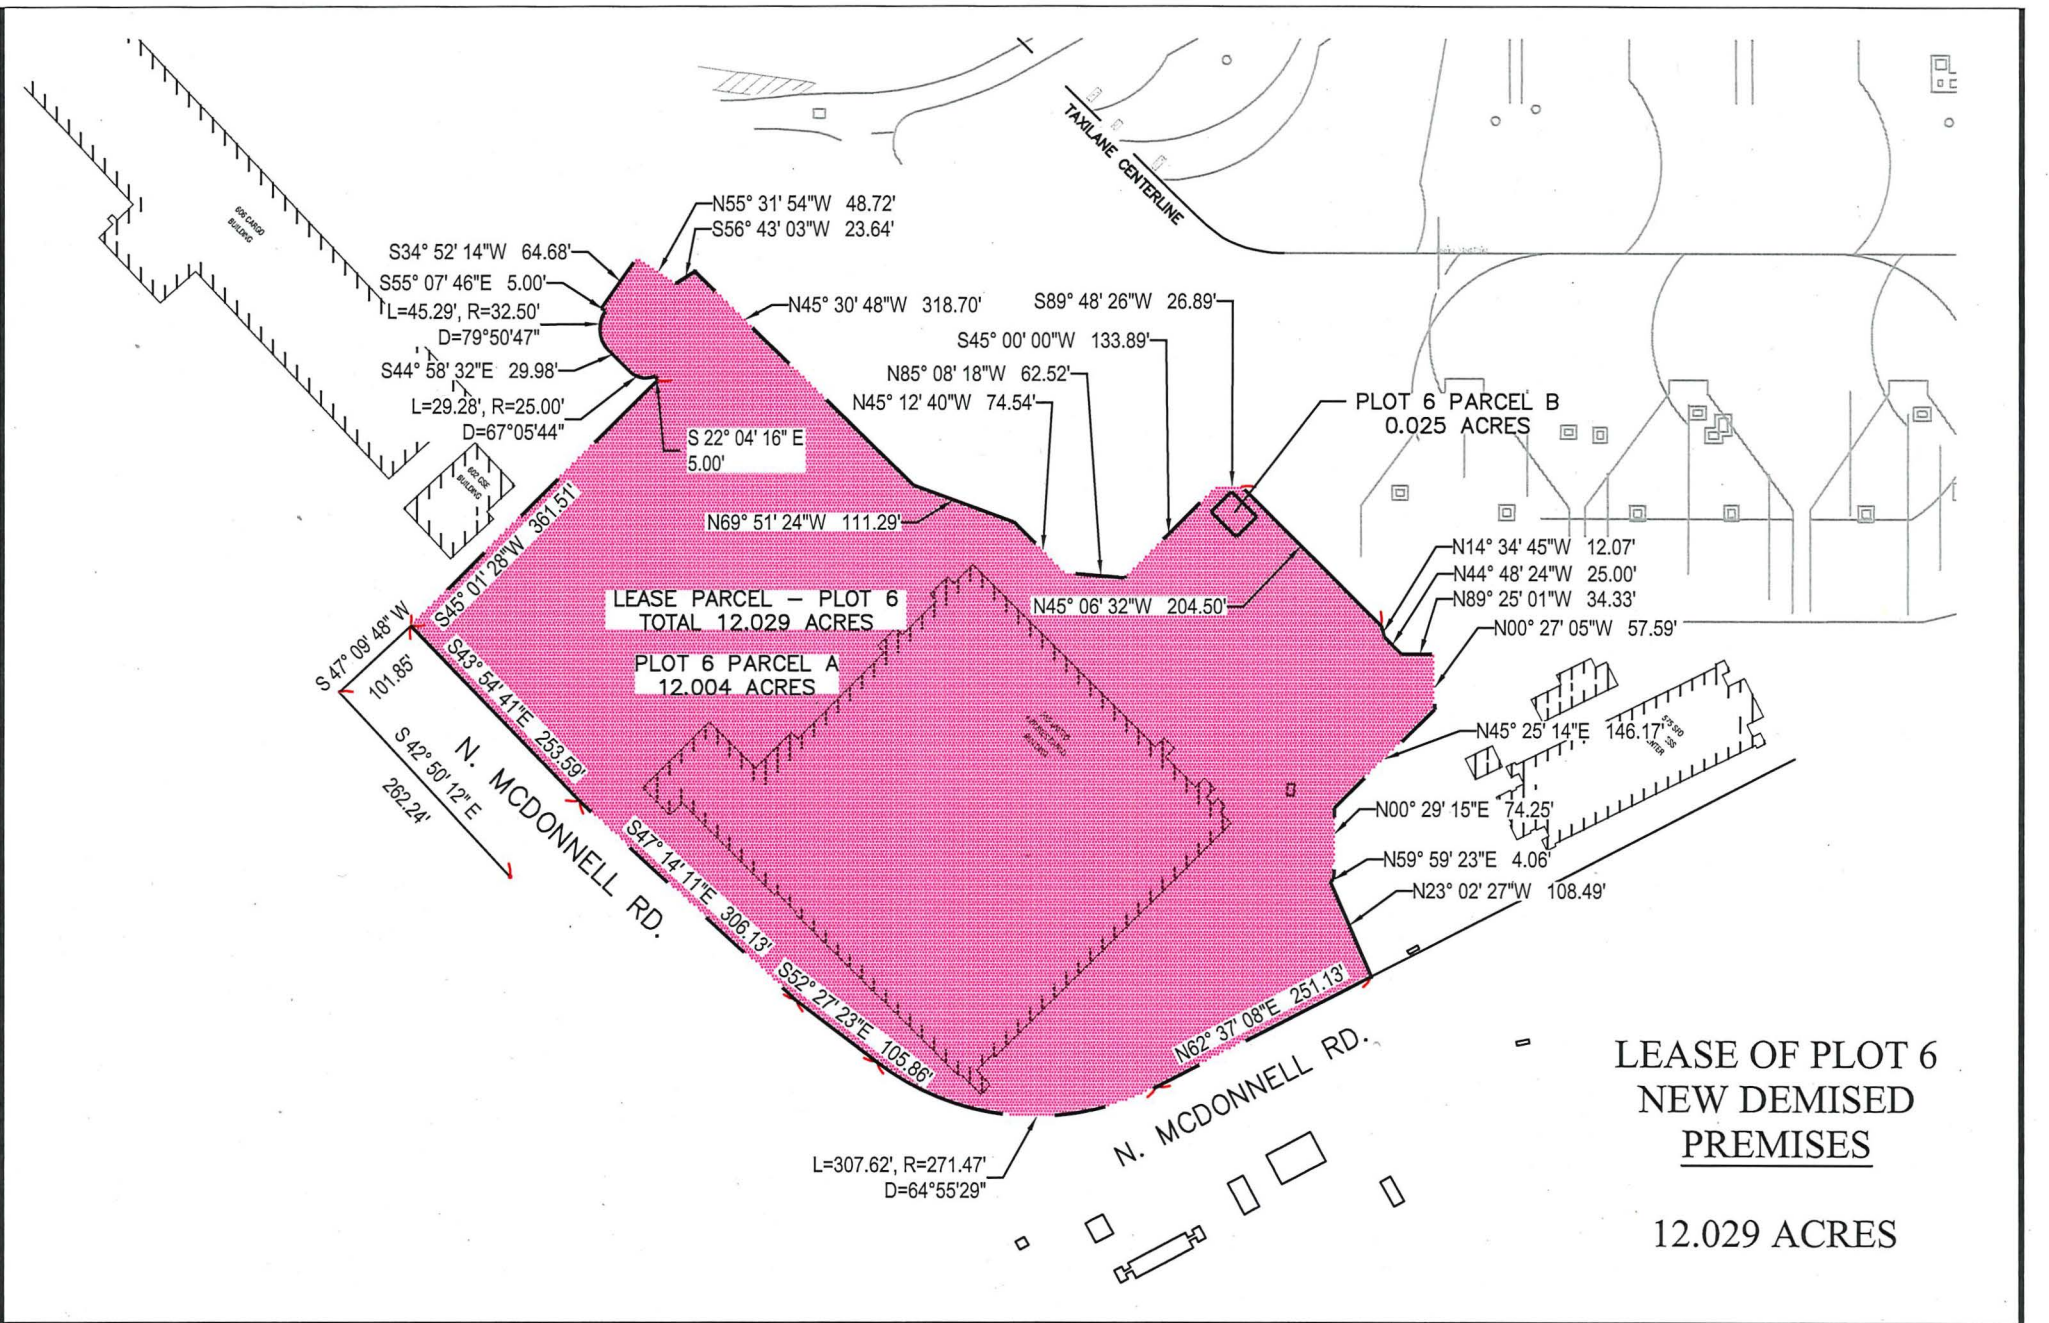 606 CARGO
BUILDING
TAXILANE CENTERLINE
N55° 31' 54"W 48.72'
S56° 43' 03"W 23.64'
S34° 52' 14"W 64.68'
S55° 07' 46"E 5.00'
L=45.29', R=32.50'
D=79°50'47"
S44° 58' 32"E 29.98'
L=29.28', R=25.00'
D=67°05'44"
N45° 30' 48"W 318.70'
S89° 48' 26"W 26.89'
S45° 00' 00"W 133.89'
N85° 08' 18"W 62.52'
N45° 12' 40"W 74.54'
PLOT 6 PARCEL B
0.025 ACRES
S 22° 04' 16" E
5.00'
602 GSE
BUILDING
N69° 51' 24"W 111.29'
S45° 01' 28"W 361.51'
N14° 34' 45"W 12.07'
N44° 48' 24"W 25.00'
N89° 25' 01"W 34.33'
N00° 27' 05"W 57.59'
LEASE PARCEL – PLOT 6
TOTAL 12.029 ACRES
N45° 06' 32"W 204.50'
PLOT 6 PARCEL A
12.004 ACRES
S 47° 09' 48" W
101.85'
S43° 54' 41"E 253.59'
S 42° 50' 12" E
262.24'
N. MCDONNELL RD.
N45° 25' 14"E 146.17'
N00° 29' 15"E 74.25'
N59° 59' 23"E 4.06'
N23° 02' 27"W 108.49'
S47° 14' 11"E 306.13'
S52° 27' 23"E 105.86'
N62° 37' 08"E 251.13'
N. MCDONNELL RD.
L=307.62', R=271.47'
D=64°55'29"
LEASE OF PLOT 6
NEW DEMISED
PREMISES
12.029 ACRES